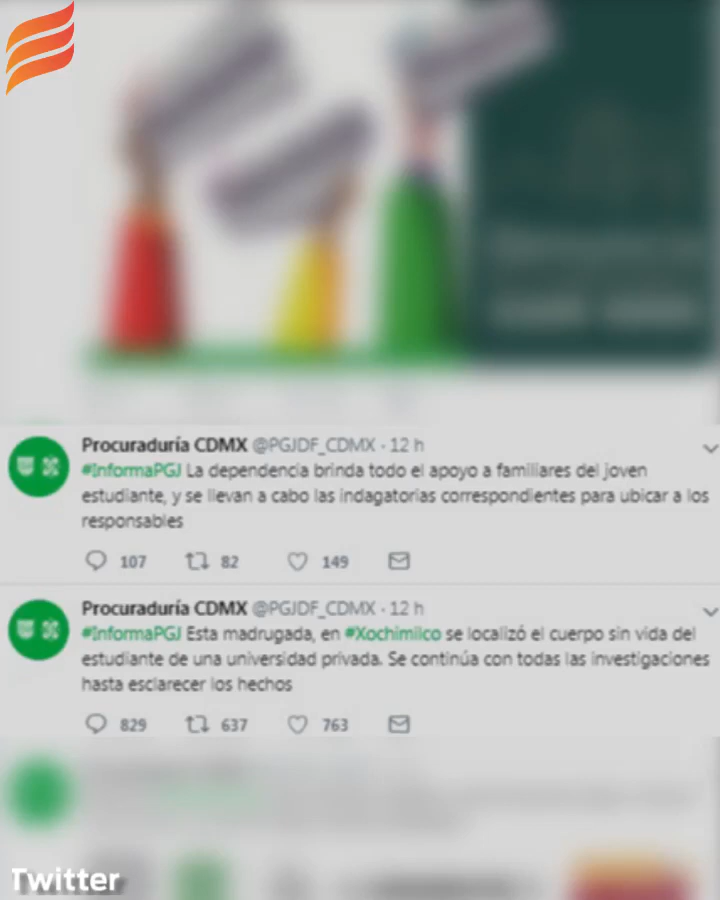 Procuraduría CDMX @PGJDF_CDMX · 12 h
#InformaPGJ La dependencia brinda todo el apoyo a familiares del joven
estudiante, y se llevan a cabo las indagatorias correspondientes para ubicar a los
responsables
107 82 149
Procuraduría CDMX @PGJDF_CDMX · 12 h
#InformaPGJ Esta madrugada, en #Xochimilco se localizó el cuerpo sin vida del
estudiante de una universidad privada. Se continúa con todas las investigaciones
hasta esclarecer los hechos
829 637 763
Twitter